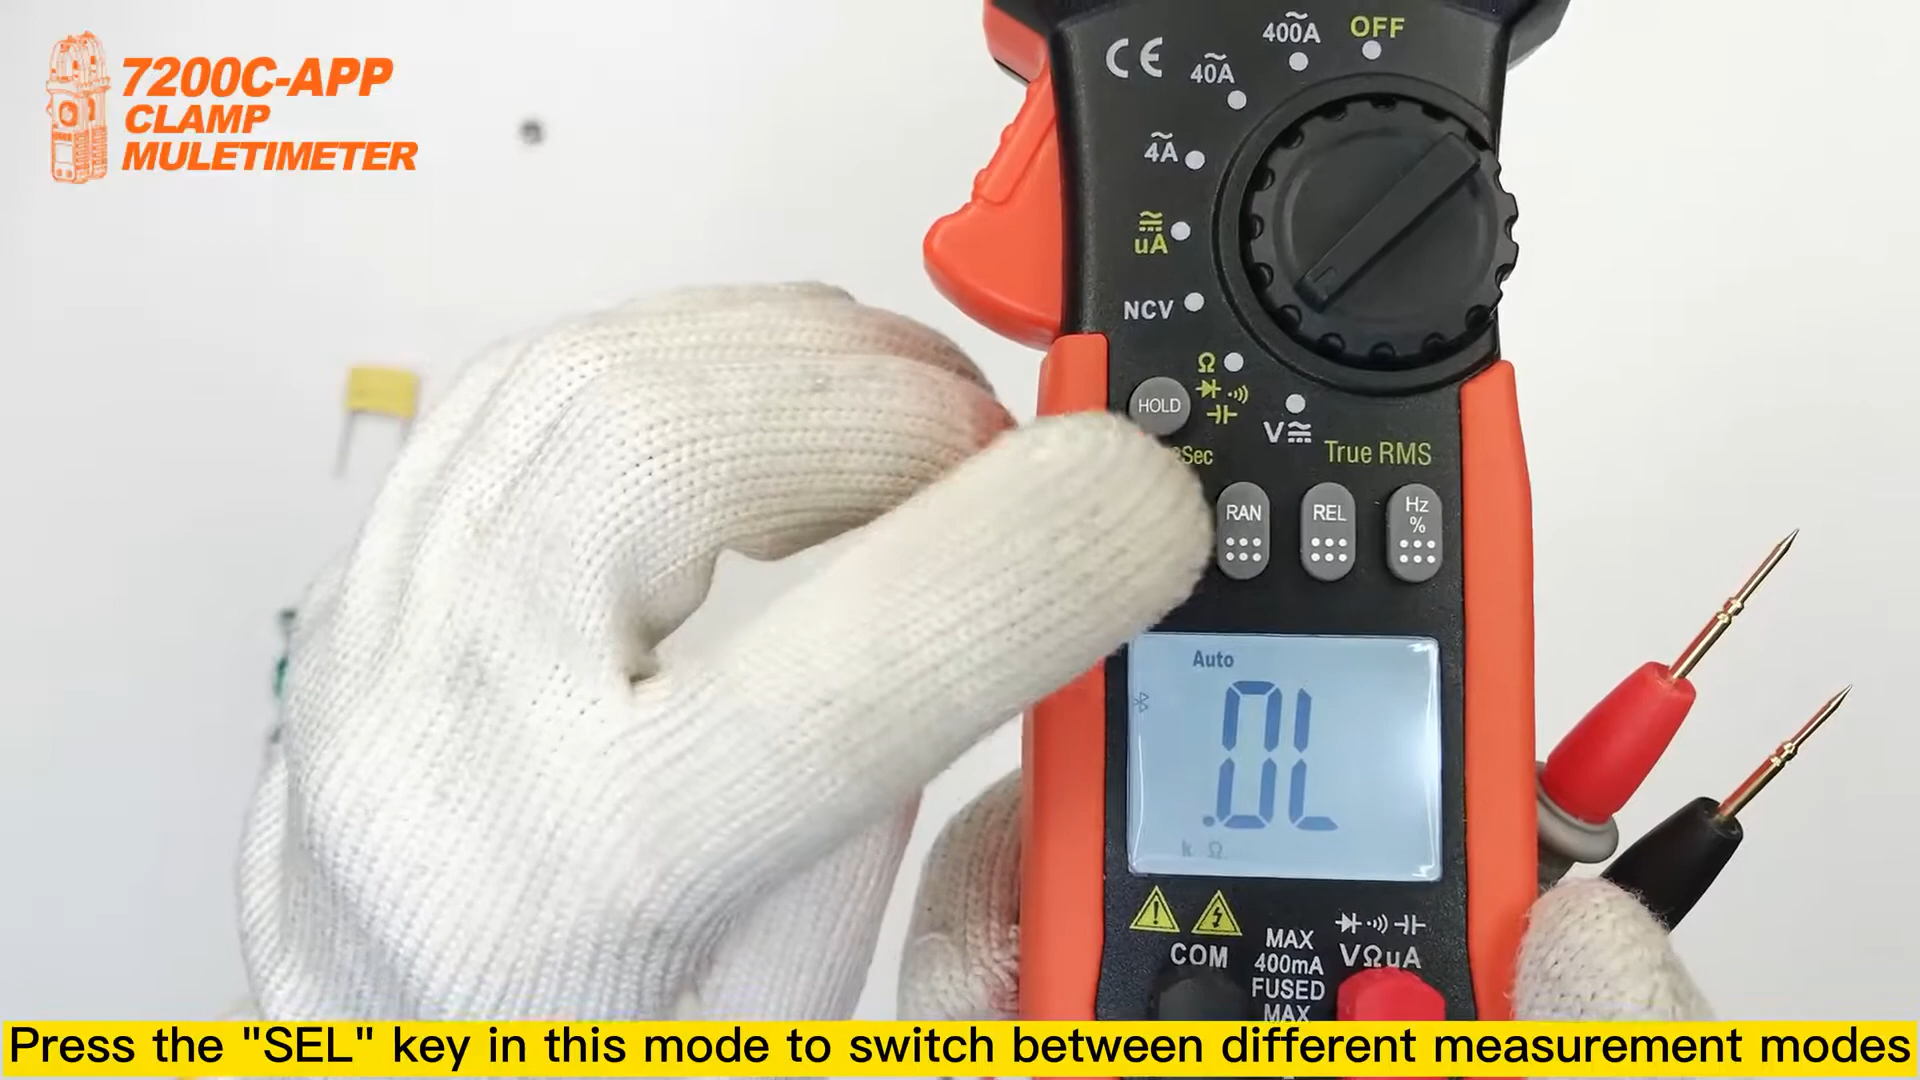 7200C-APP
CLAMP
MULETIMETER
CE
OFF
400A
40A
4A
uA
NCV
Ω
HOLD
V
Sec
True RMS
RAN
REL
Hz
%
Auto
.OL
k Ω
COM
MAX
400mA
FUSED
MAX
VΩuA
Press the "SEL" key in this mode to switch between different measurement modes